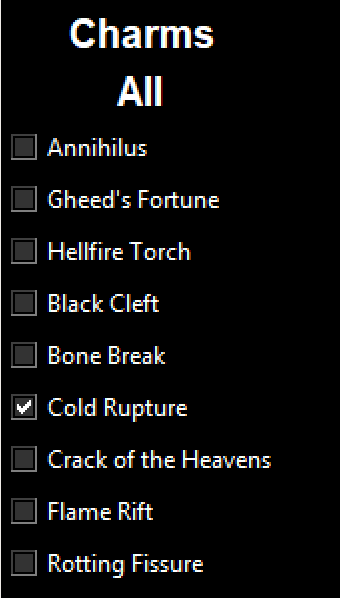 Charms
All
Annihilus
Gheed's Fortune
Hellfire Torch
Black Cleft
Bone Break
Cold Rupture
Crack of the Heavens
Flame Rift
Rotting Fissure